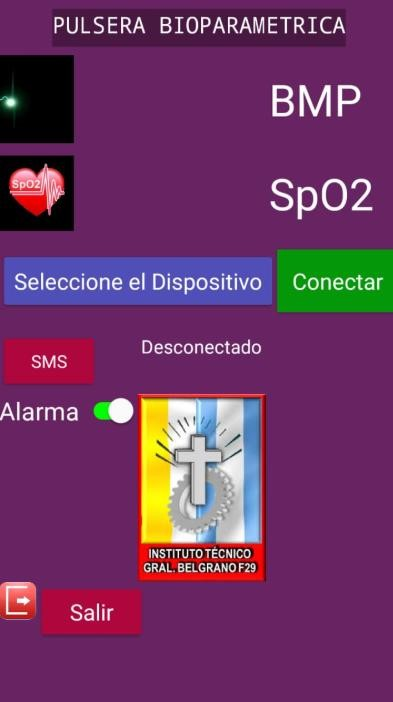 PULSERA BIOPARAMETRICA
BMP
SpO2
SpO2
Seleccione el Dispositivo
Conectar
SMS
Desconectado
Alarma
INSTITUTO TÉCNICO
GRAL. BELGRANO F29
Salir